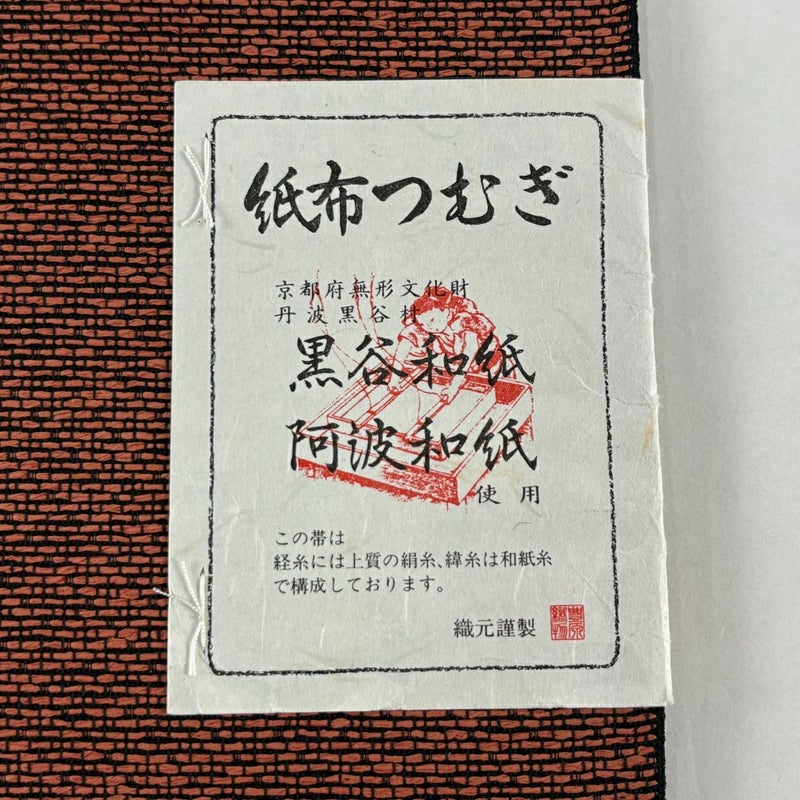 紙布つむぎ
京都府無形文化財
丹波黒谷村
黒谷和紙
阿波和紙
使用
この帯は
経糸には上質の絹糸、緯糸は和紙糸
で構成しております。
織元謹製